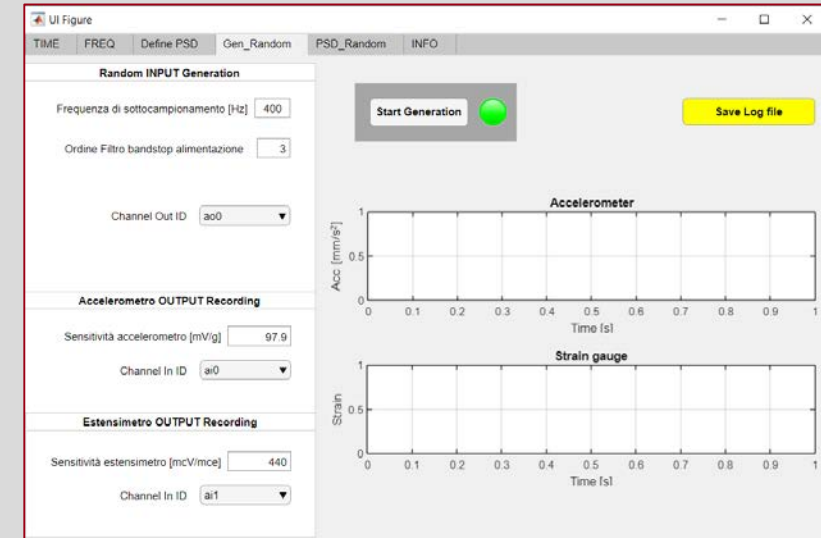 UI Figure
TIME FREQ Define PSD Gen_Random PSD_Random INFO
Random INPUT Generation
Frequenza di sottocampionamento [Hz] 400
Ordine Filtro bandstop alimentazione 3
Channel Out ID ao0
Accelerometro OUTPUT Recording
Sensitività accelerometro [mV/g] 97.9
Channel In ID ai0
Estensimetro OUTPUT Recording
Sensitività estensimetro [mcV/mce] 440
Channel In ID ai1
Start Generation
Save Log file
Accelerometer
Acc [mm/s²]
1
0.5
0
0 0.1 0.2 0.3 0.4 0.5 0.6 0.7 0.8 0.9 1
Time [s]
Strain gauge
Strain
1
0.5
0
0 0.1 0.2 0.3 0.4 0.5 0.6 0.7 0.8 0.9 1
Time [s]